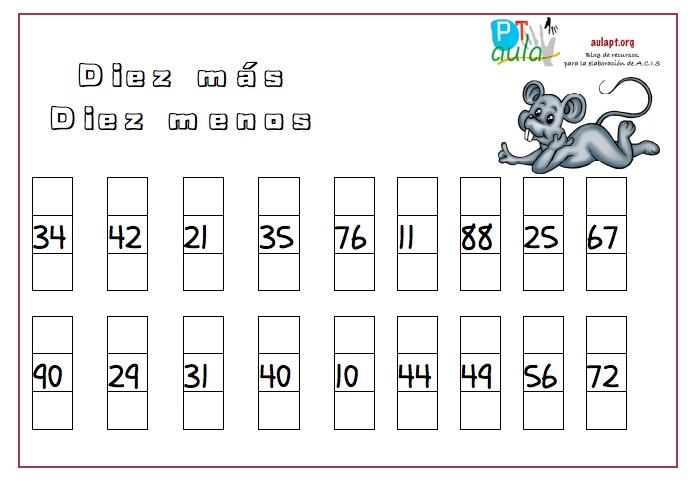 PT
aula
aulapt.org
Blog de recursos
para la elaboración de A.C.I.S
Diez más
Diez menos
34 42 21 35 76 11 88 25 67
90 29 31 40 10 44 49 56 72